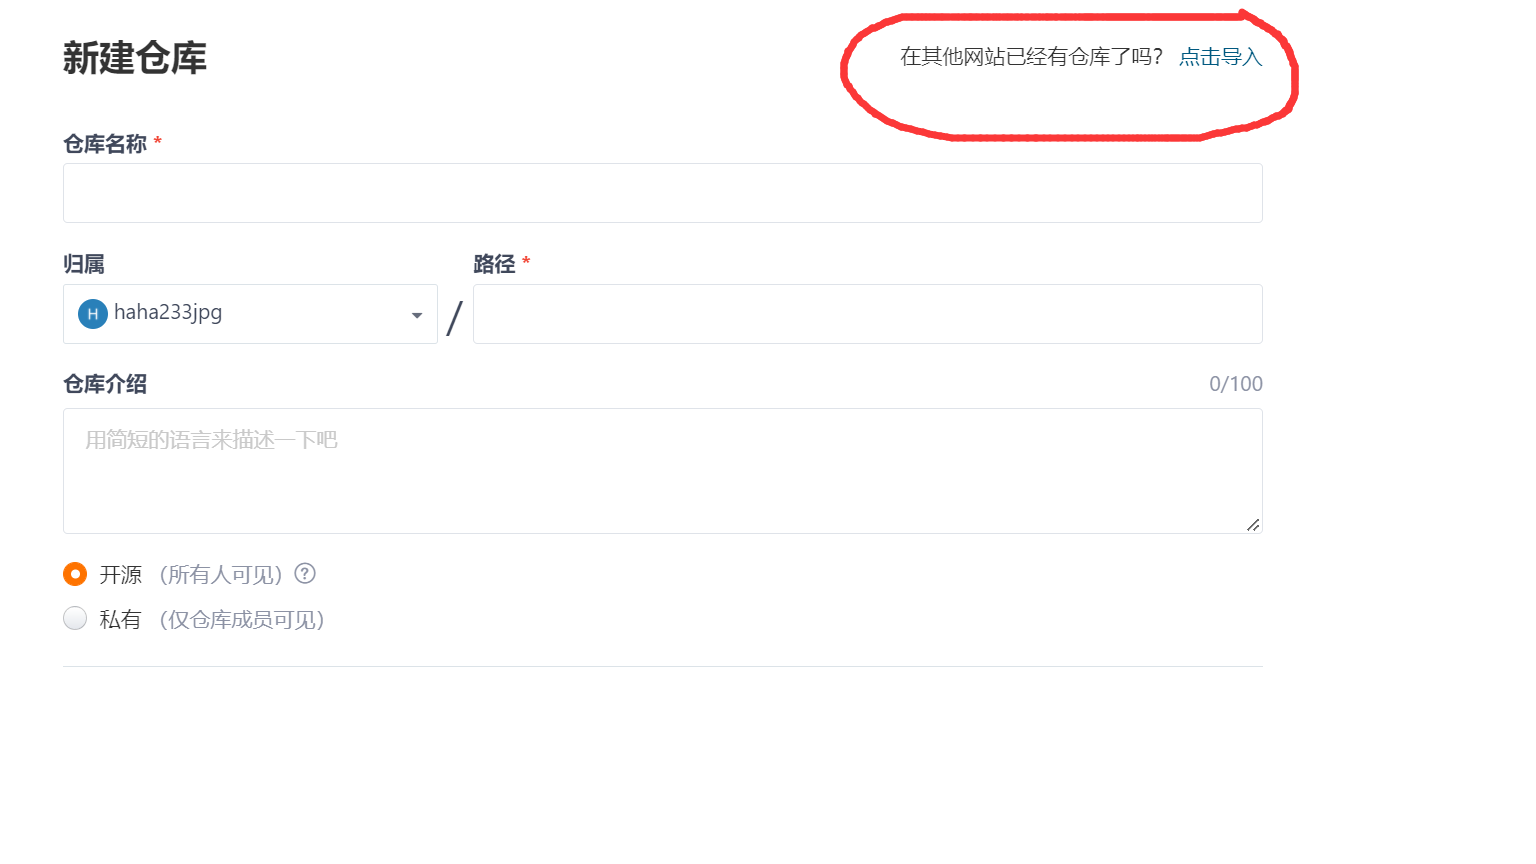 新建仓库
在其他网站已经有仓库了吗？ 点击导入
仓库名称 *
归属
路径 *
H haha233jpg
/
仓库介绍
0/100
用简短的语言来描述一下吧
开源 （所有人可见） ?
私有 （仅仓库成员可见）